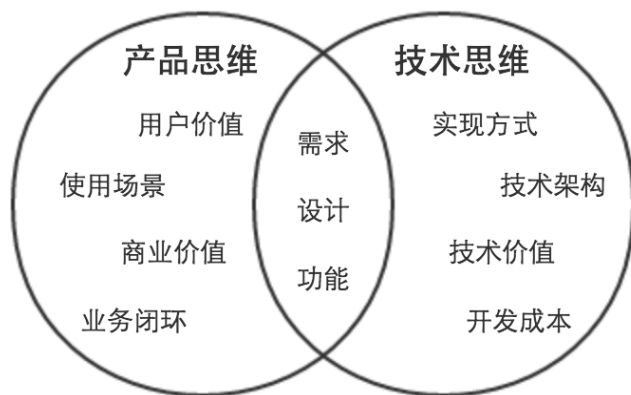 产品思维
技术思维
用户价值
使用场景
商业价值
业务闭环
需求
设计
功能
实现方式
技术架构
技术价值
开发成本